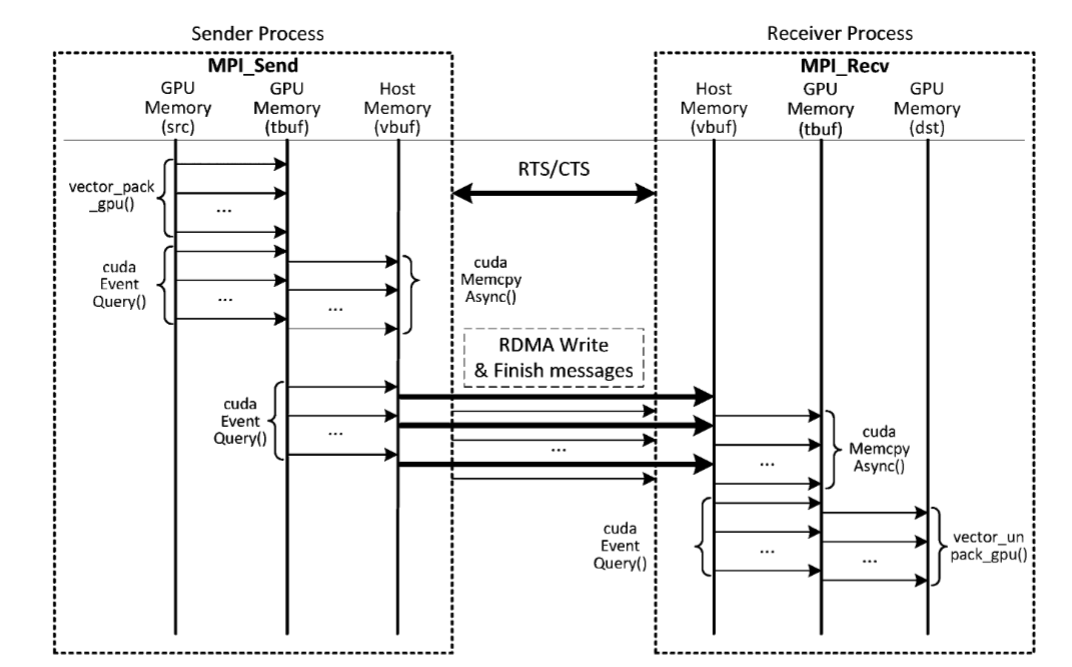 Sender Process
Receiver Process
MPI_Send
MPI_Recv
GPU
Memory
(src)
GPU
Memory
(tbuf)
Host
Memory
(vbuf)
Host
Memory
(vbuf)
GPU
Memory
(tbuf)
GPU
Memory
(dst)
RTS/CTS
vector_pack
_gpu()
...
cuda
Event
Query()
...
...
cuda
Memcpy
Async()
RDMA Write
& Finish messages
cuda
Event
Query()
...
...
...
cuda
Memcpy
Async()
cuda
Event
Query()
...
...
vector_un
pack_gpu()